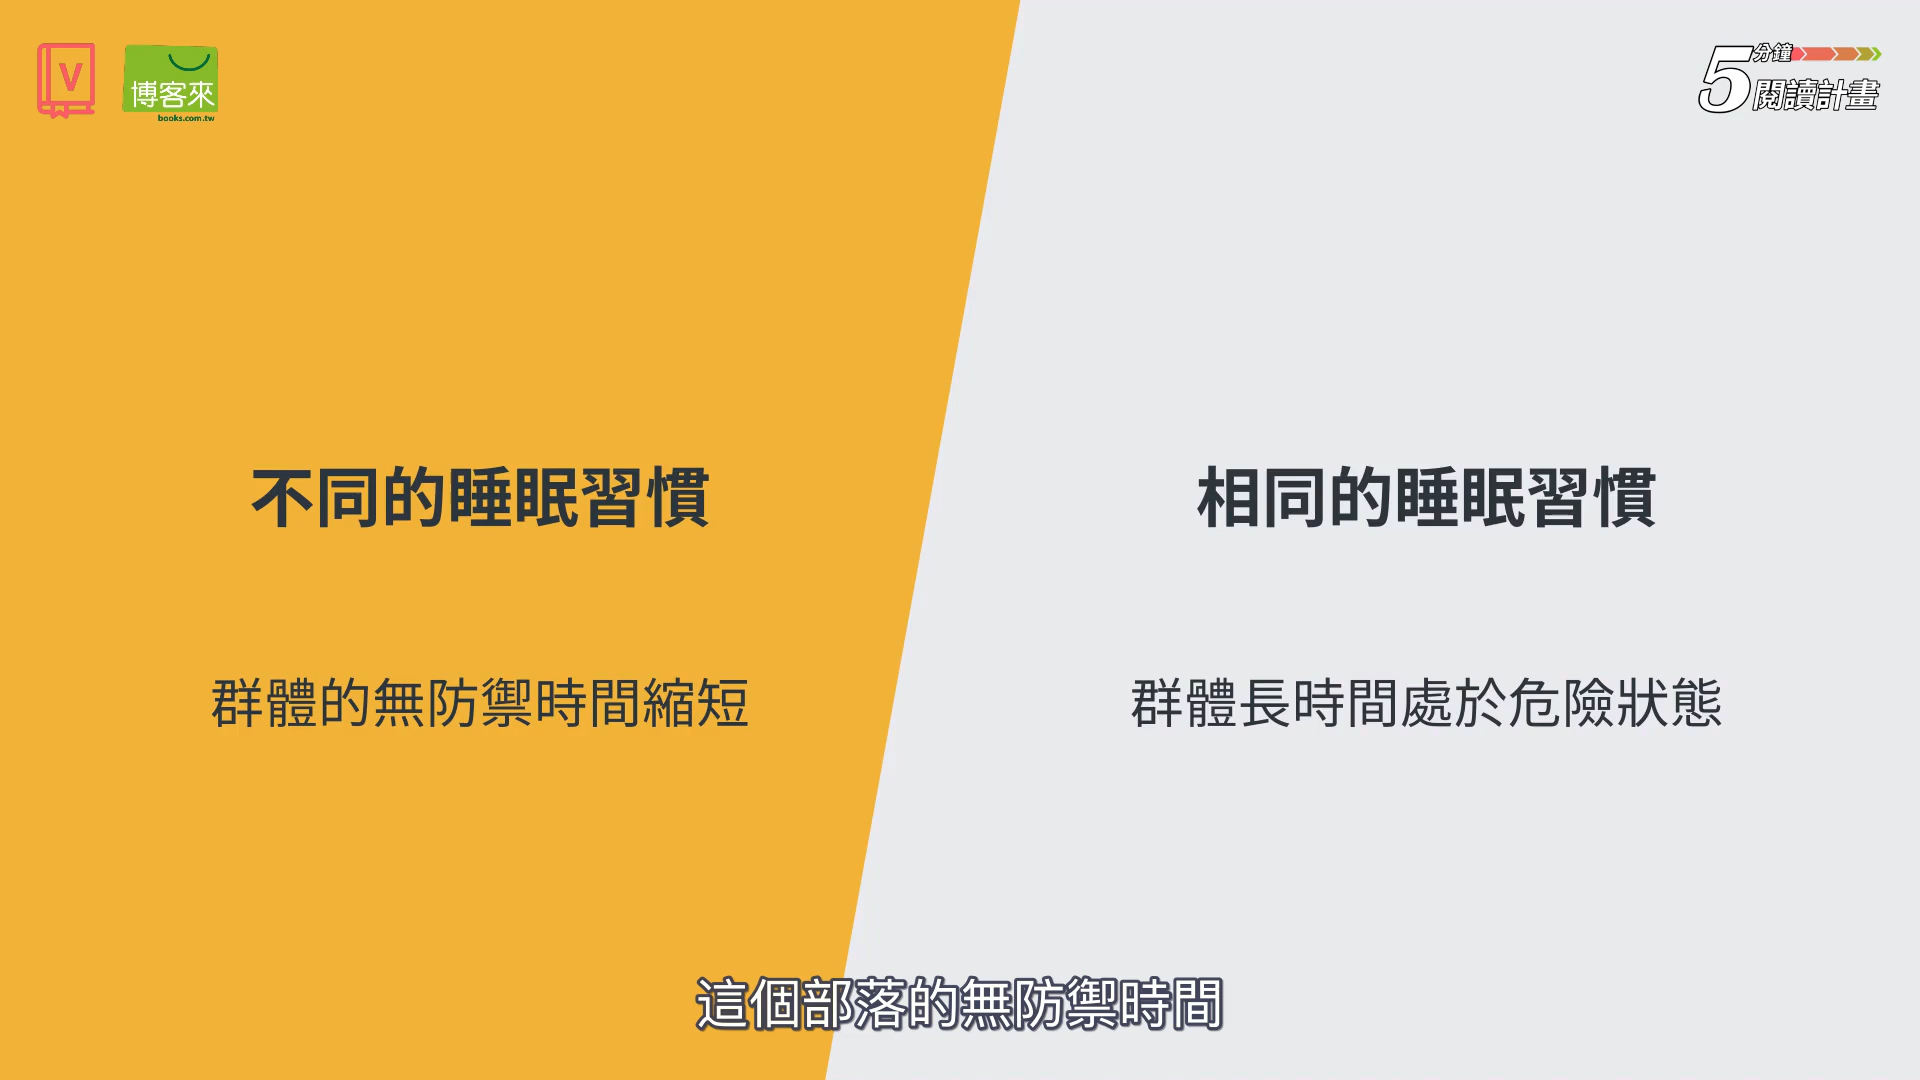 V
博客來
books.com.tw
5分鐘
閱讀計畫
不同的睡眠習慣
群體的無防禦時間縮短
相同的睡眠習慣
群體長時間處於危險狀態
這個部落的無防禦時間